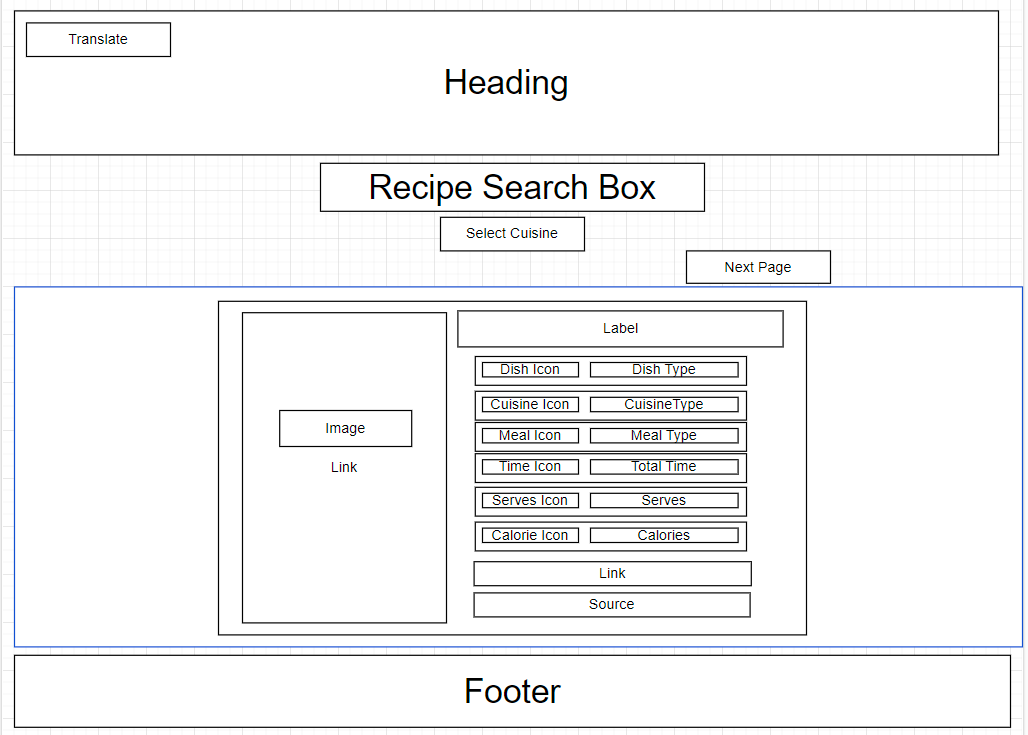 Translate
Heading
Recipe Search Box
Select Cuisine
Next Page
Image
Link
Label
Dish Icon Dish Type
Cuisine Icon CuisineType
Meal Icon Meal Type
Time Icon Total Time
Serves Icon Serves
Calorie Icon Calories
Link
Source
Footer